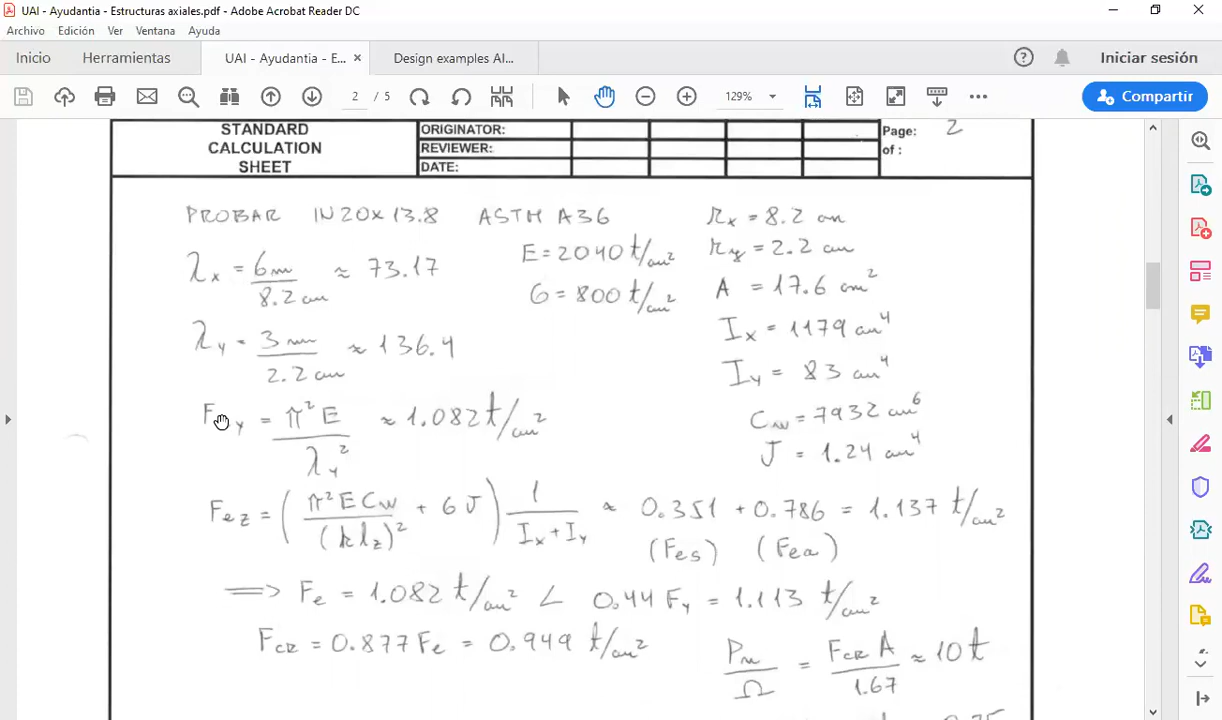 UAI - Ayudantia - Estructuras axiales.pdf - Adobe Acrobat Reader DC
Archivo Edición Ver Ventana Ayuda
Inicio Herramientas UAI - Ayudantia - E... × Design examples AI... Iniciar sesión
2 / 5 129% Compartir
STANDARD CALCULATION SHEET
ORIGINATOR:
REVIEWER:
DATE:
Page: 2
of :
PROBAR IN20x13.8 ASTM A36
λx = 6m / 8.2 cm ≈ 73.17
λy = 3m / 2.2 cm ≈ 136.4
E = 2040 t/cm²
G = 800 t/cm²
rx = 8.2 cm
ry = 2.2 cm
A = 17.6 cm²
Ix = 1179 cm⁴
Iy = 83 cm⁴
Cw = 7932 cm⁶
J = 1.24 cm⁴
Fey = π²E / λy² ≈ 1.082 t/cm²
Fez = (π²ECw / (klz)² + GJ) 1 / Ix + Iy ≈ 0.351 + 0.786 = 1.137 t/cm²
(Fes) (Fea)
⟹ Fe = 1.082 t/cm² < 0.44 Fy = 1.113 t/cm²
FCR = 0.877 Fe = 0.949 t/cm²
Pn / Ω = FCR A / 1.67 ≈ 10 t